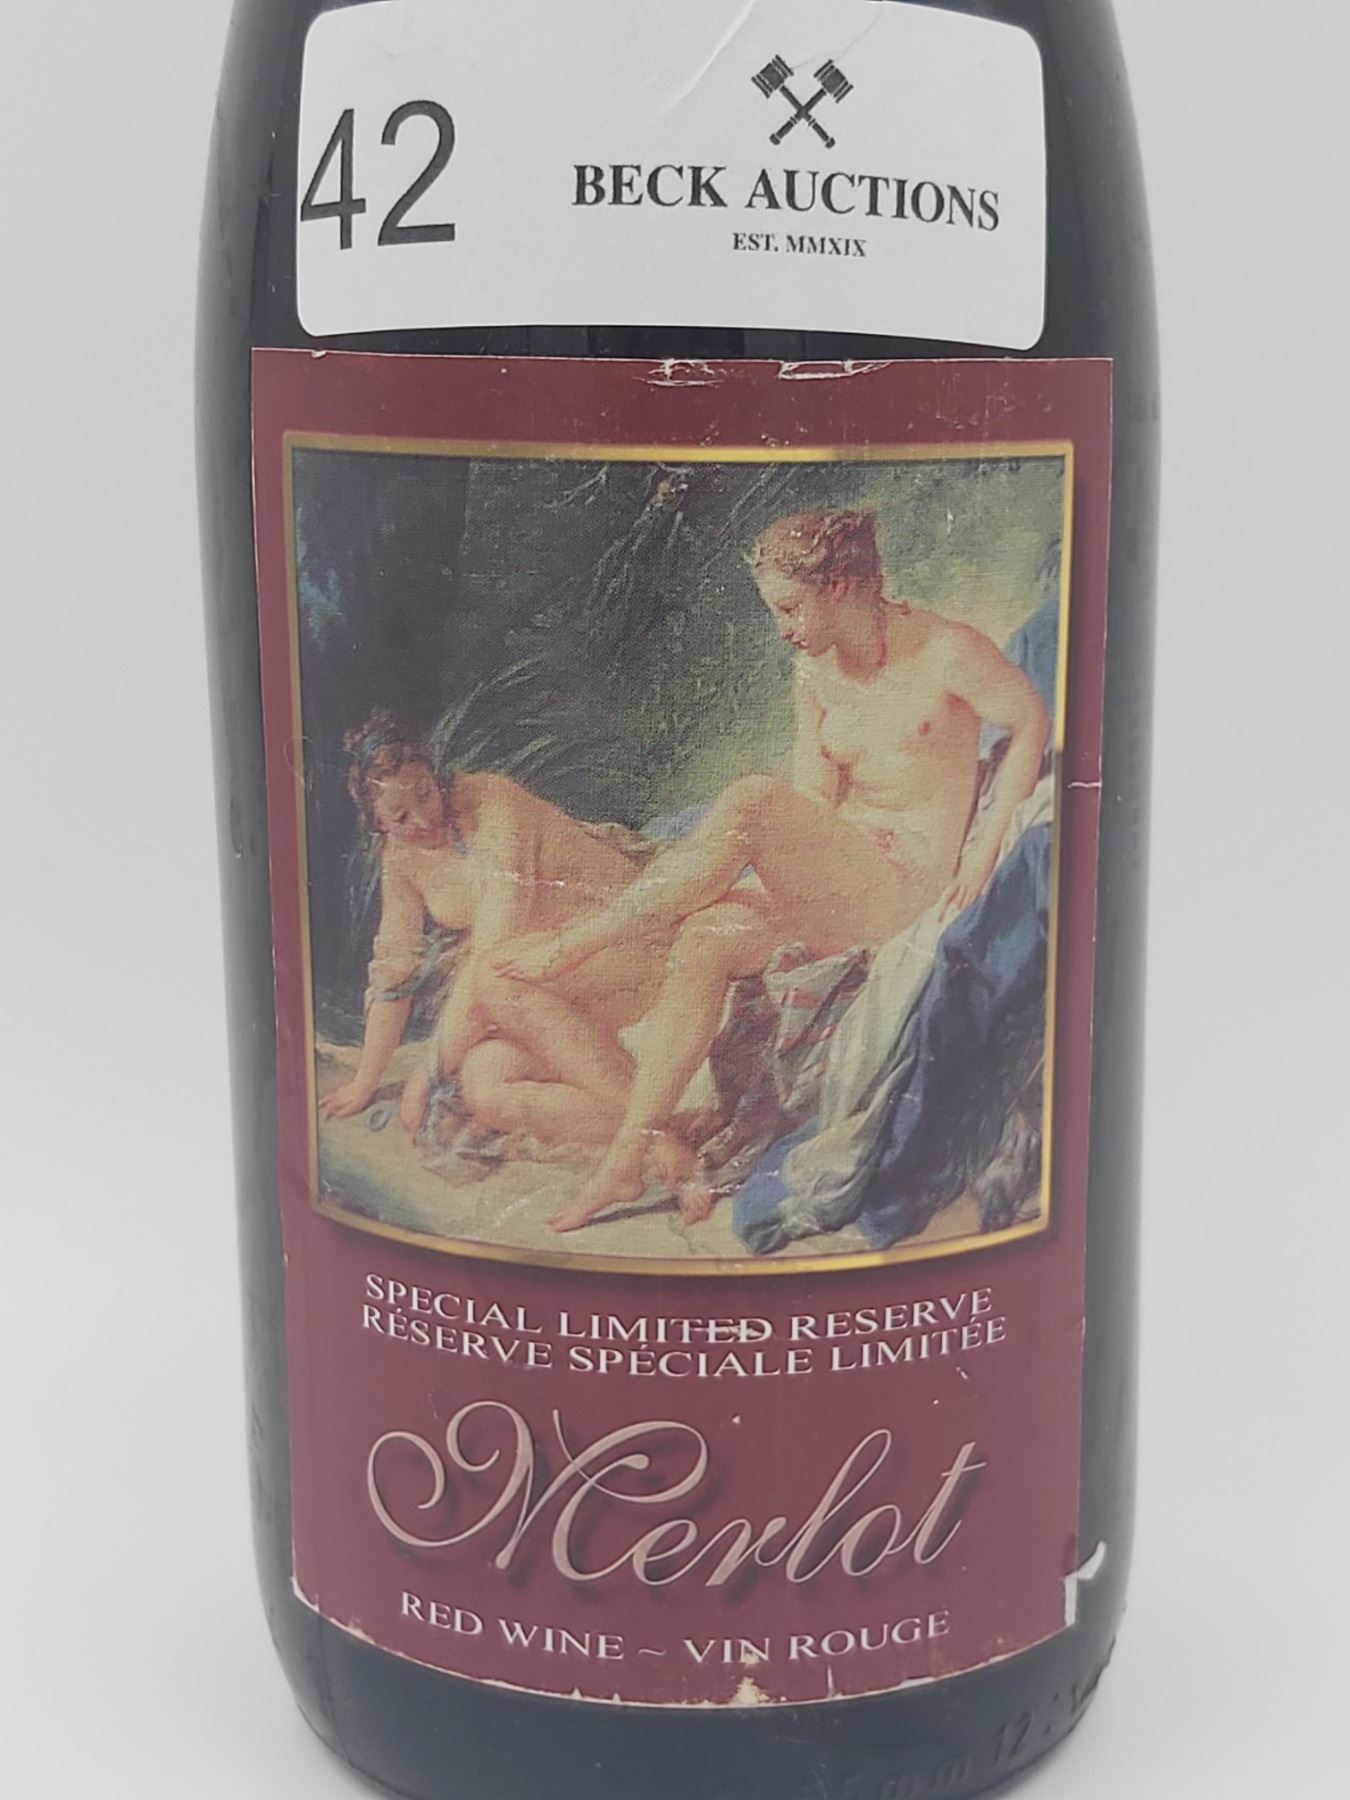 42
BECK AUCTIONS
EST. MMXIX
SPECIAL LIMITED RESERVE
RÉSERVE SPÉCIALE LIMITÉE
Merlot
RED WINE ~ VIN ROUGE